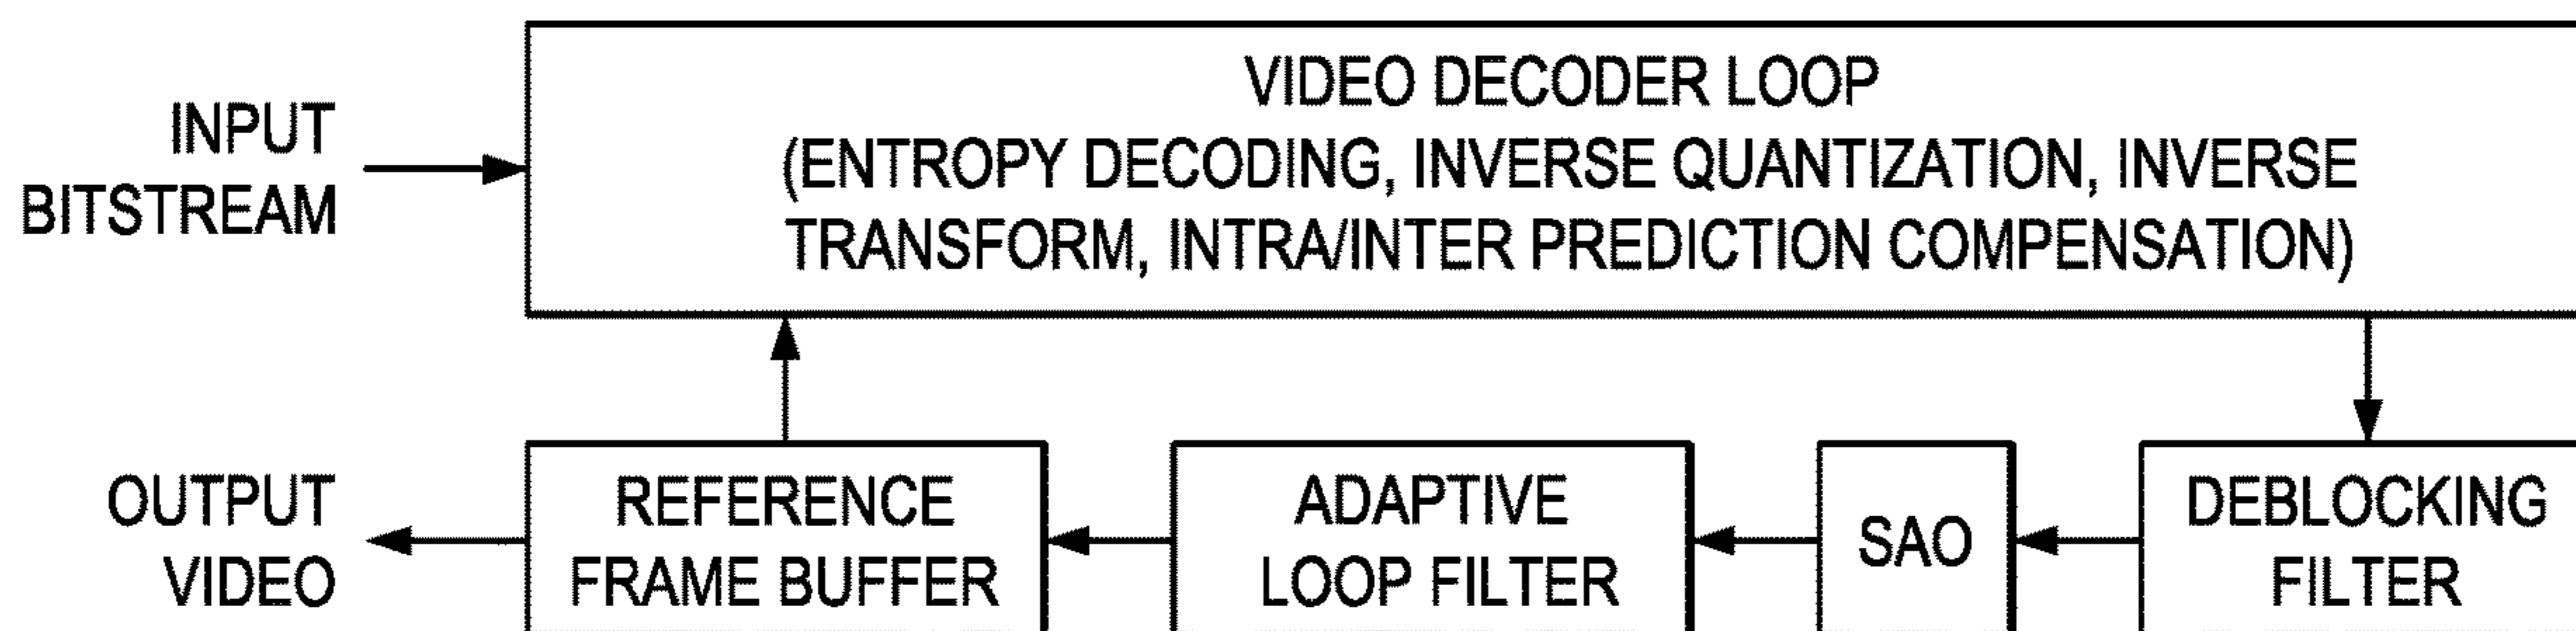 VIDEO DECODER LOOP
(ENTROPY DECODING, INVERSE QUANTIZATION, INVERSE
TRANSFORM, INTRA/INTER PREDICTION COMPENSATION)
INPUT
BITSTREAM
OUTPUT
VIDEO
REFERENCE
FRAME BUFFER
ADAPTIVE
LOOP FILTER
SAO
DEBLOCKING
FILTER